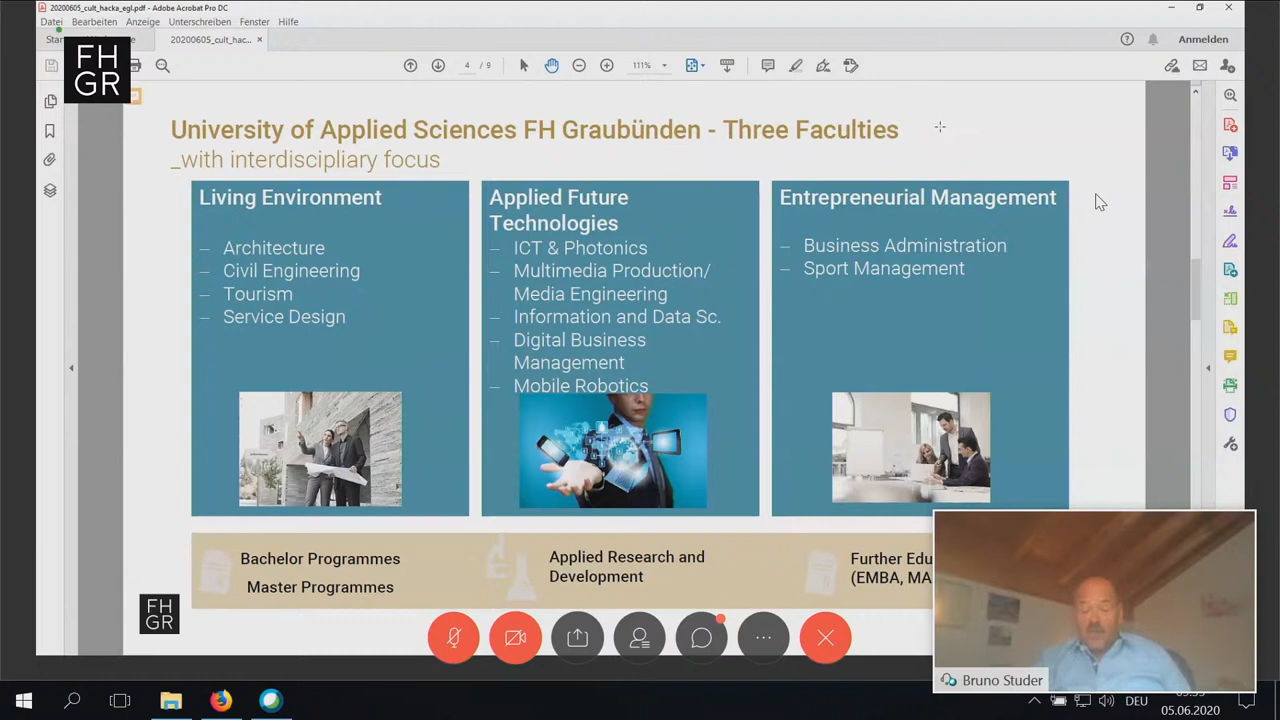 20200605_cult_hacka_egl.pdf - Adobe Acrobat Pro DC
Datei Bearbeiten Anzeige Unterschreiben Fenster Hilfe
20200605_cult_hac... ×
Anmelden
FH
GR
4 / 9
111%
University of Applied Sciences FH Graubünden - Three Faculties
_with interdiscipliary focus
Living Environment
– Architecture
– Civil Engineering
– Tourism
– Service Design
Applied Future
Technologies
– ICT & Photonics
– Multimedia Production/
Media Engineering
– Information and Data Sc.
– Digital Business
Management
– Mobile Robotics
Entrepreneurial Management
– Business Administration
– Sport Management
Bachelor Programmes
Master Programmes
Applied Research and
Development
Further
(EMBA,
FH
GR
Bruno Studer
DEU
05.06.2020